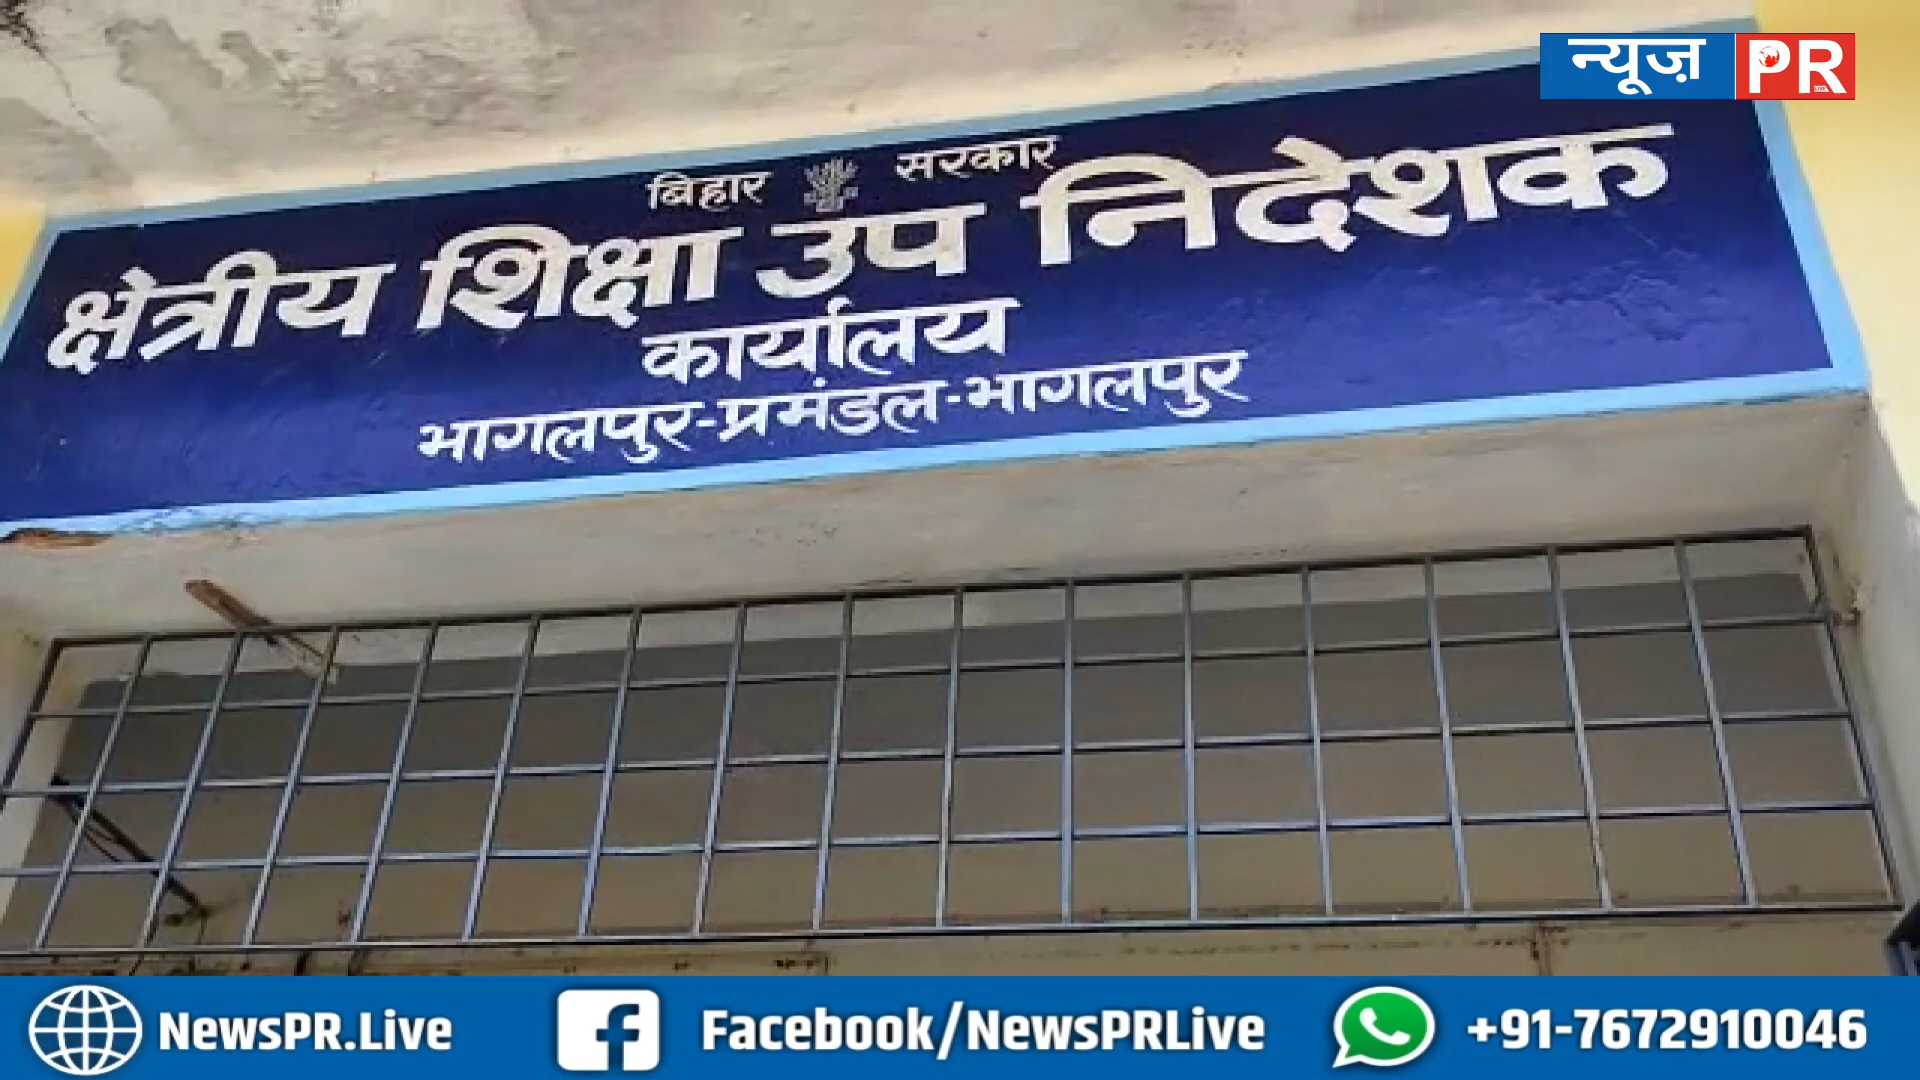 न्यूज़ PR
बिहार सरकार
क्षेत्रीय शिक्षा उप निदेशक
कार्यालय
भागलपुर-प्रमंडल-भागलपुर
NewsPR.Live Facebook/NewsPRLive +91-7672910046